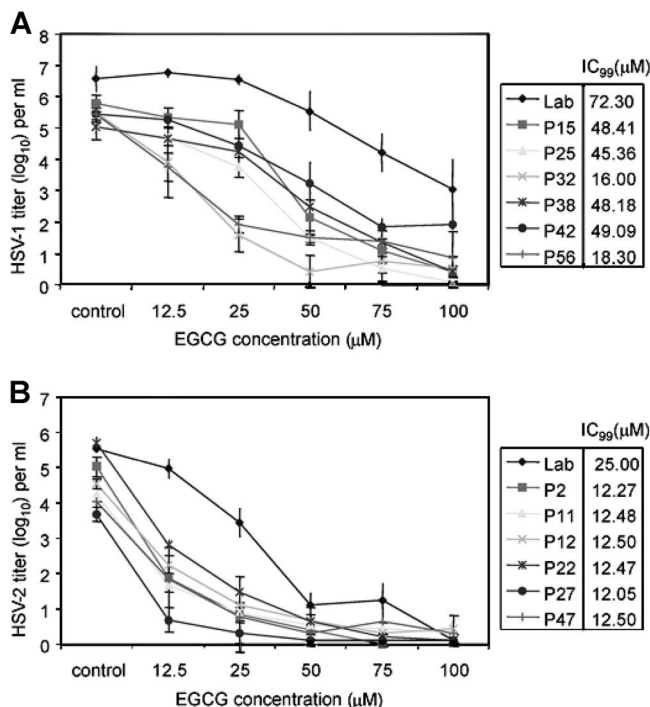 A
HSV-1 titer (log10) per ml
8
7
6
5
4
3
2
1
0
control 12.5 25 50 75 100
EGCG concentration (µM)
IC99(µM)
Lab 72.30
P15 48.41
P25 45.36
P32 16.00
P38 48.18
P42 49.09
P56 18.30
B
HSV-2 titer (log10) per ml
7
6
5
4
3
2
1
0
control 12.5 25 50 75 100
EGCG concentration (µM)
IC99(µM)
Lab 25.00
P2 12.27
P11 12.48
P12 12.50
P22 12.47
P27 12.05
P47 12.50